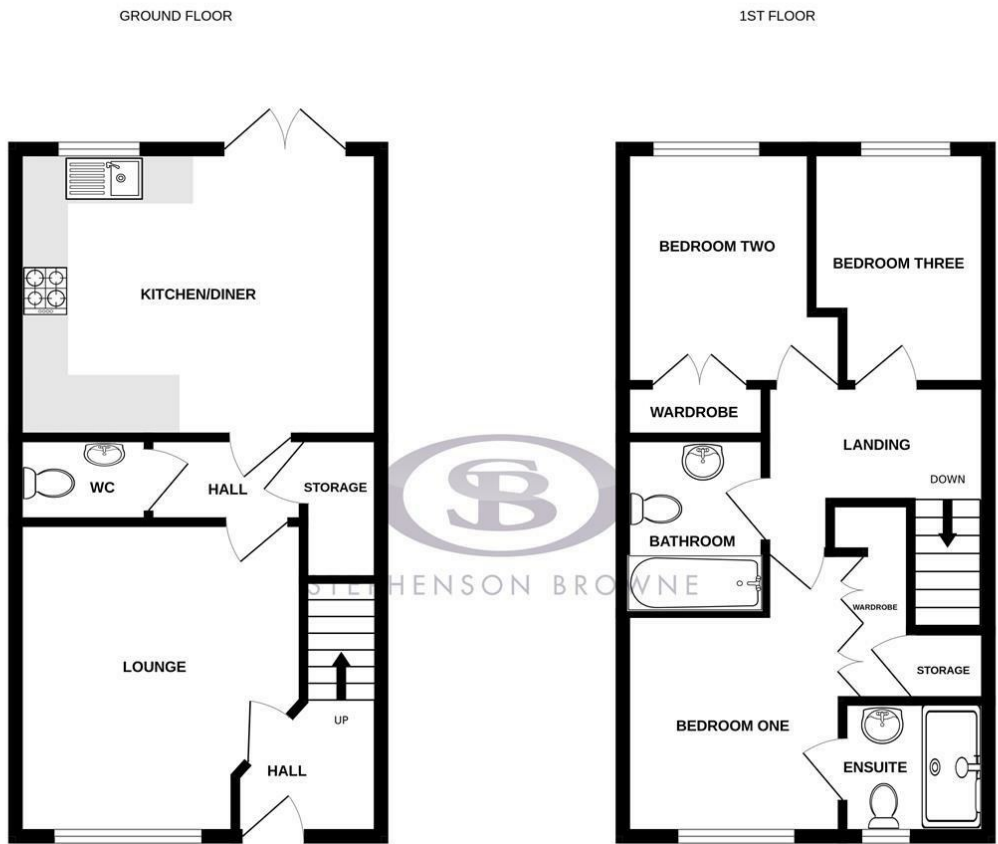 GROUND FLOOR
1ST FLOOR
KITCHEN/DINER
WC
HALL
STORAGE
LOUNGE
UP
HALL
BEDROOM TWO
BEDROOM THREE
WARDROBE
LANDING
DOWN
BATHROOM
WARDROBE
STORAGE
BEDROOM ONE
ENSUITE
SB
STEPHENSON BROWNE